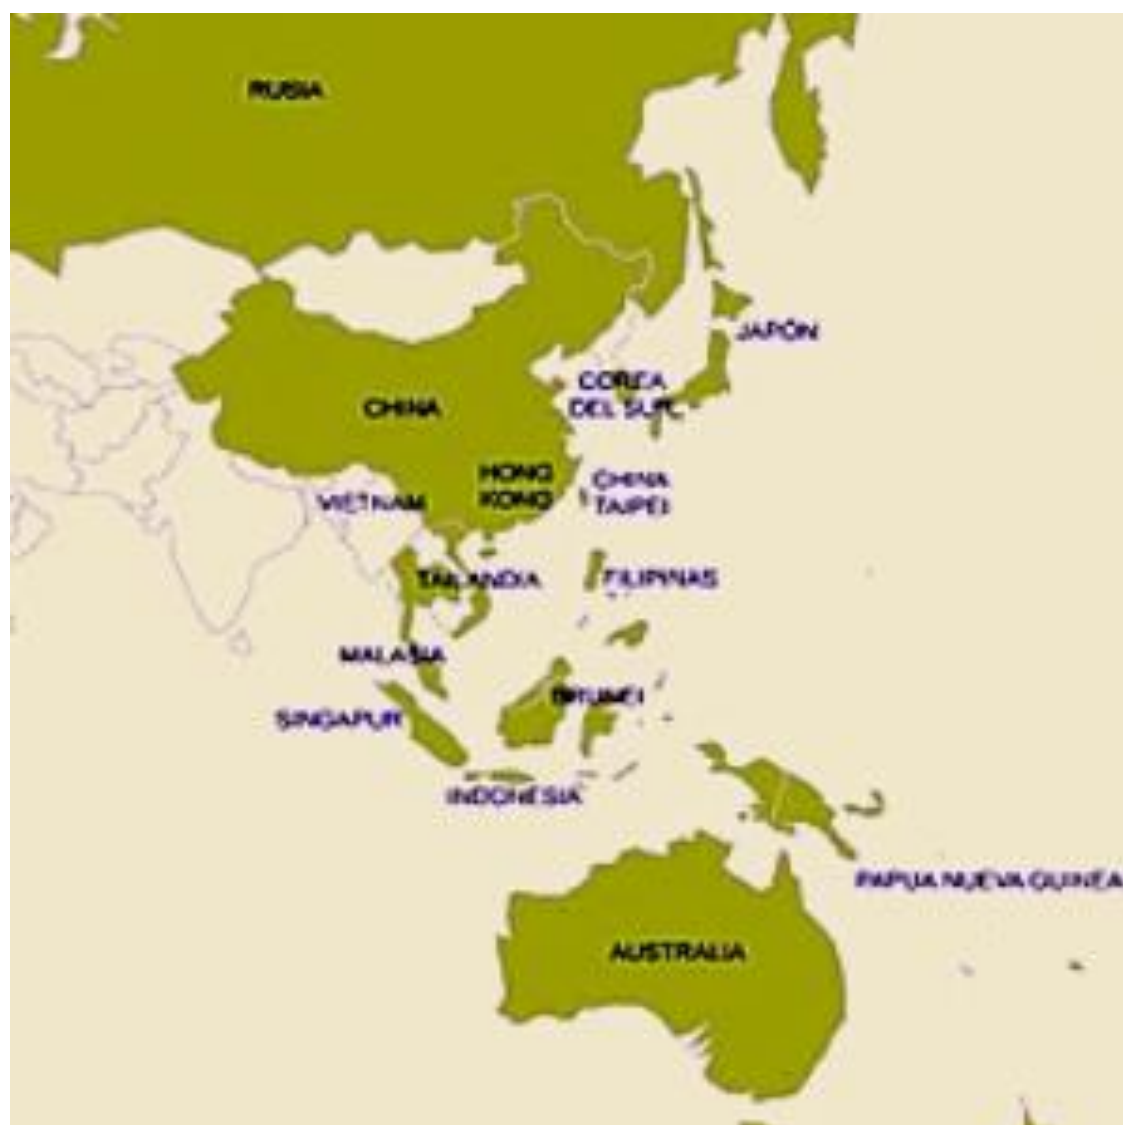 RUSIA
JAPÓN
COREA
DEL SUR
CHINA
HONG
KONG
CHINA
TAIPEI
VIETNAM
TAILANDIA
FILIPINAS
MALASIA
BRUNEI
SINGAPUR
INDONESIA
PAPUA NUEVA GUINEA
AUSTRALIA